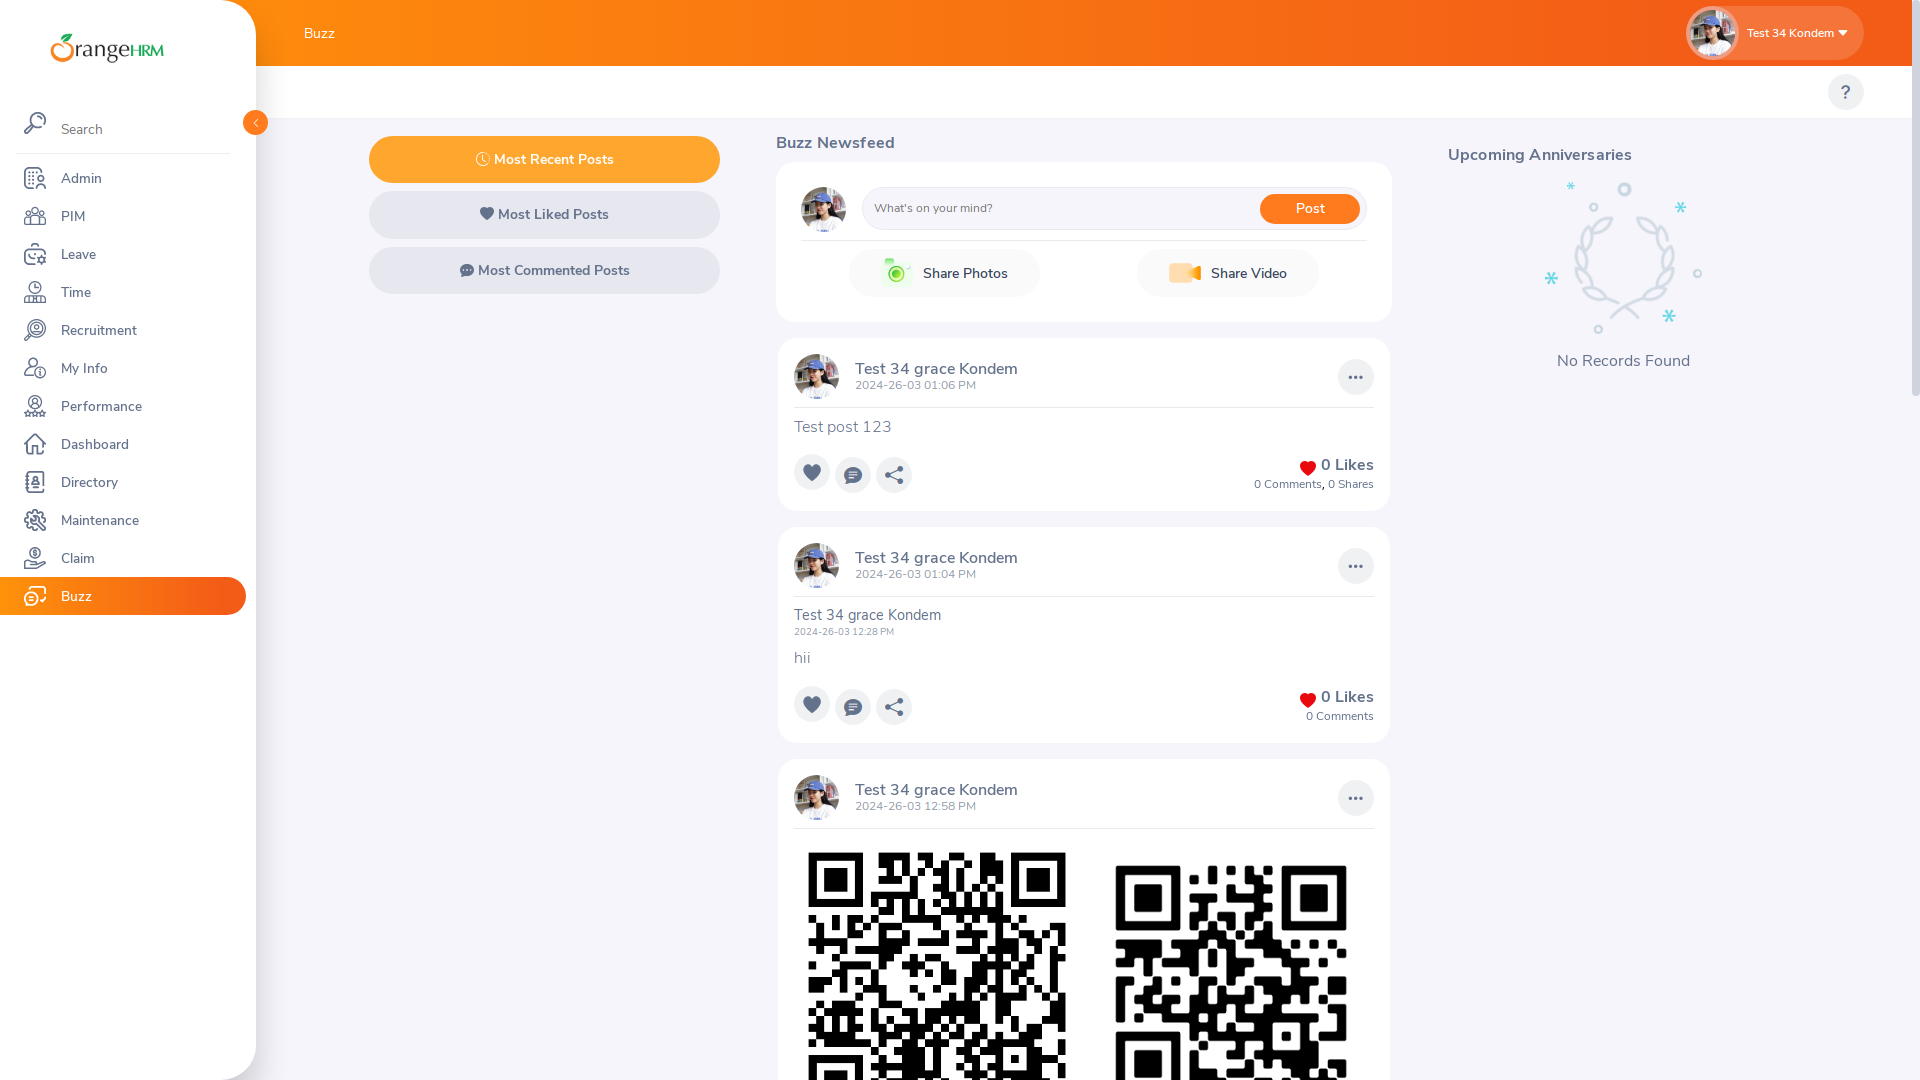 OrangeHRM
Search
Admin
PIM
Leave
Time
Recruitment
My Info
Performance
Dashboard
Directory
Maintenance
Claim
Buzz
Buzz
Test 34 Kondem
?
Most Recent Posts
Most Liked Posts
Most Commented Posts
Buzz Newsfeed
What's on your mind?
Post
Share Photos
Share Video
Test 34 grace Kondem
2024-26-03 01:06 PM
Test post 123
0 Likes
0 Comments, 0 Shares
Test 34 grace Kondem
2024-26-03 01:04 PM
Test 34 grace Kondem
2024-26-03 12:28 PM
hii
0 Likes
0 Comments
Test 34 grace Kondem
2024-26-03 12:58 PM
Upcoming Anniversaries
No Records Found